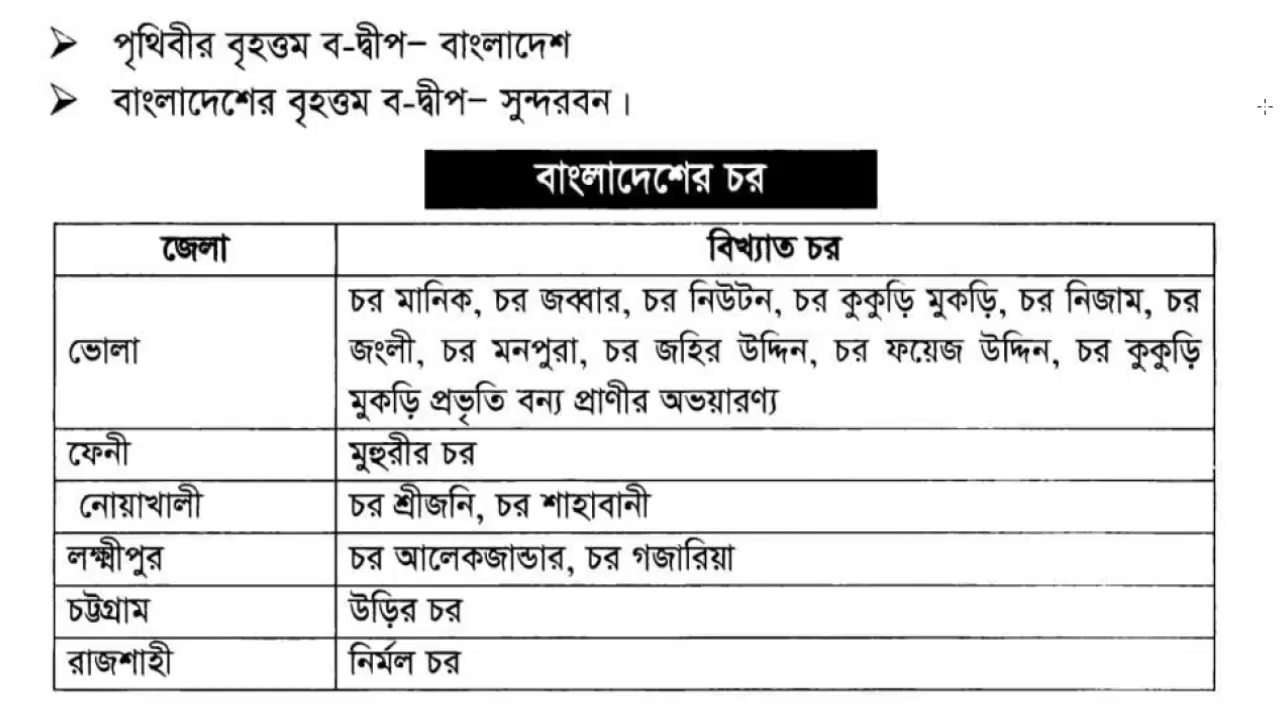 পৃথিবীর বৃহত্তম ব-দ্বীপ– বাংলাদেশ
বাংলাদেশের বৃহত্তম ব-দ্বীপ– সুন্দরবন।
বাংলাদেশের চর
জেলা বিখ্যাত চর
ভোলা চর মানিক, চর জব্বার, চর নিউটন, চর কুকুড়ি মুকড়ি, চর নিজাম, চর
জংলী, চর মনপুরা, চর জহির উদ্দিন, চর ফয়েজ উদ্দিন, চর কুকুড়ি
মুকড়ি প্রভৃতি বন্য প্রাণীর অভয়ারণ্য
ফেনী মুহুরীর চর
নোয়াখালী চর শ্রীজনি, চর শাহাবানী
লক্ষ্মীপুর চর আলেকজান্ডার, চর গজারিয়া
চট্টগ্রাম উড়ির চর
রাজশাহী নির্মল চর